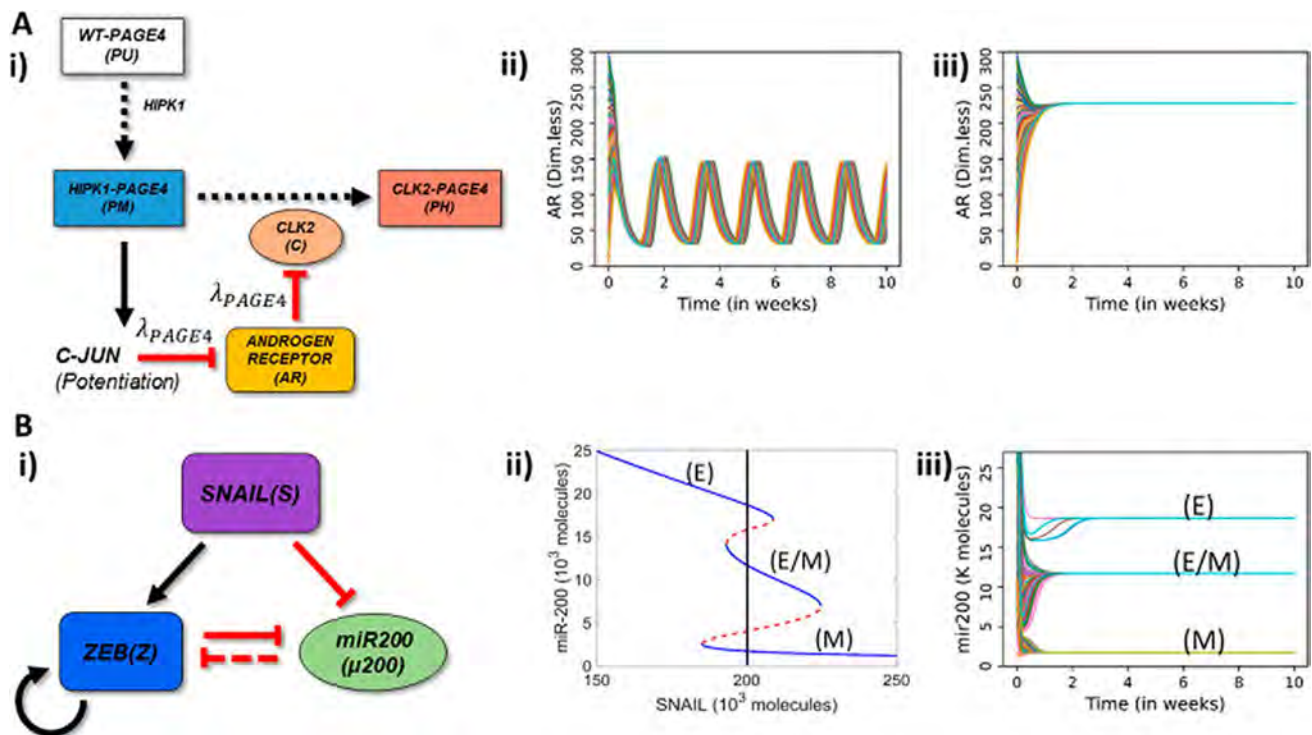 A
i)
WT-PAGE4
(PU)
HIPK1
HIPK1-PAGE4
(PM)
CLK2-PAGE4
(PH)
CLK2
(C)
λPAGE4
λPAGE4
C-JUN
(Potentiation)
ANDROGEN
RECEPTOR
(AR)
ii)
AR (Dim.less)
300
250
200
150
100
50
0
0 2 4 6 8 10
Time (in weeks)
iii)
AR (Dim.less)
300
250
200
150
100
50
0
0 2 4 6 8 10
Time (in weeks)
B
i)
SNAIL(S)
ZEB(Z)
miR200
(μ200)
ii)
miR-200 (10³ molecules)
25
20
15
10
5
0
(E)
(E/M)
(M)
150 200 250
SNAIL (10³ molecules)
iii)
mir200 (K molecules)
25
20
15
10
5
0
(E)
(E/M)
(M)
0 2 4 6 8 10
Time (in weeks)